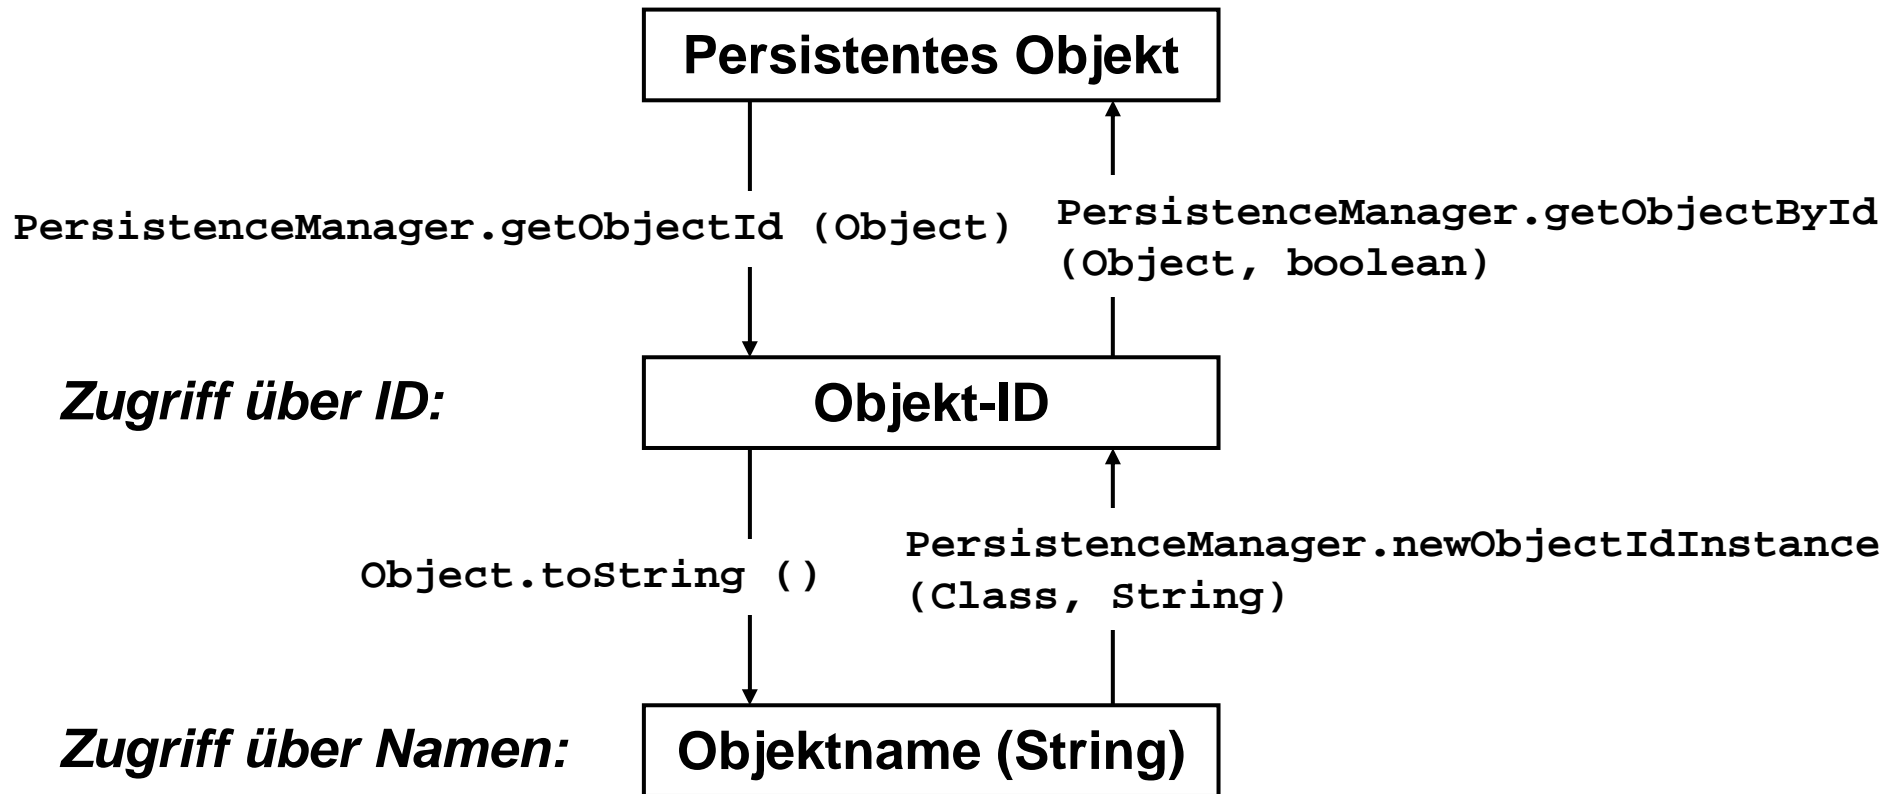 Persistentes Objekt
PersistenceManager.getObjectId (Object)
PersistenceManager.getObjectById
(Object, boolean)
Zugriff über ID:
Objekt-ID
Object.toString ()
PersistenceManager.newObjectIdInstance
(Class, String)
Zugriff über Namen:
Objektname (String)